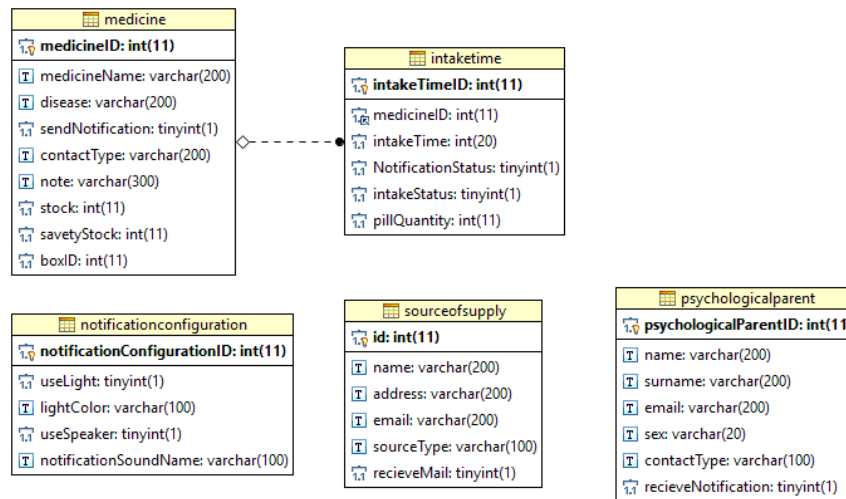 medicine
medicineID: int(11)
medicineName: varchar(200)
disease: varchar(200)
sendNotification: tinyint(1)
contactType: varchar(200)
note: varchar(300)
stock: int(11)
savetyStock: int(11)
boxID: int(11)
intaketime
intakeTimeID: int(11)
medicineID: int(11)
intakeTime: int(20)
NotificationStatus: tinyint(1)
intakeStatus: tinyint(1)
pillQuantity: int(11)
notificationconfiguration
notificationConfigurationID: int(11)
useLight: tinyint(1)
lightColor: varchar(100)
useSpeaker: tinyint(1)
notificationSoundName: varchar(100)
sourceofsupply
id: int(11)
name: varchar(200)
address: varchar(200)
email: varchar(200)
sourceType: varchar(100)
recieveMail: tinyint(1)
psychologicalparent
psychologicalParentID: int(11
name: varchar(200)
surname: varchar(200)
email: varchar(200)
sex: varchar(20)
contactType: varchar(100)
recieveNotification: tinyint(1)